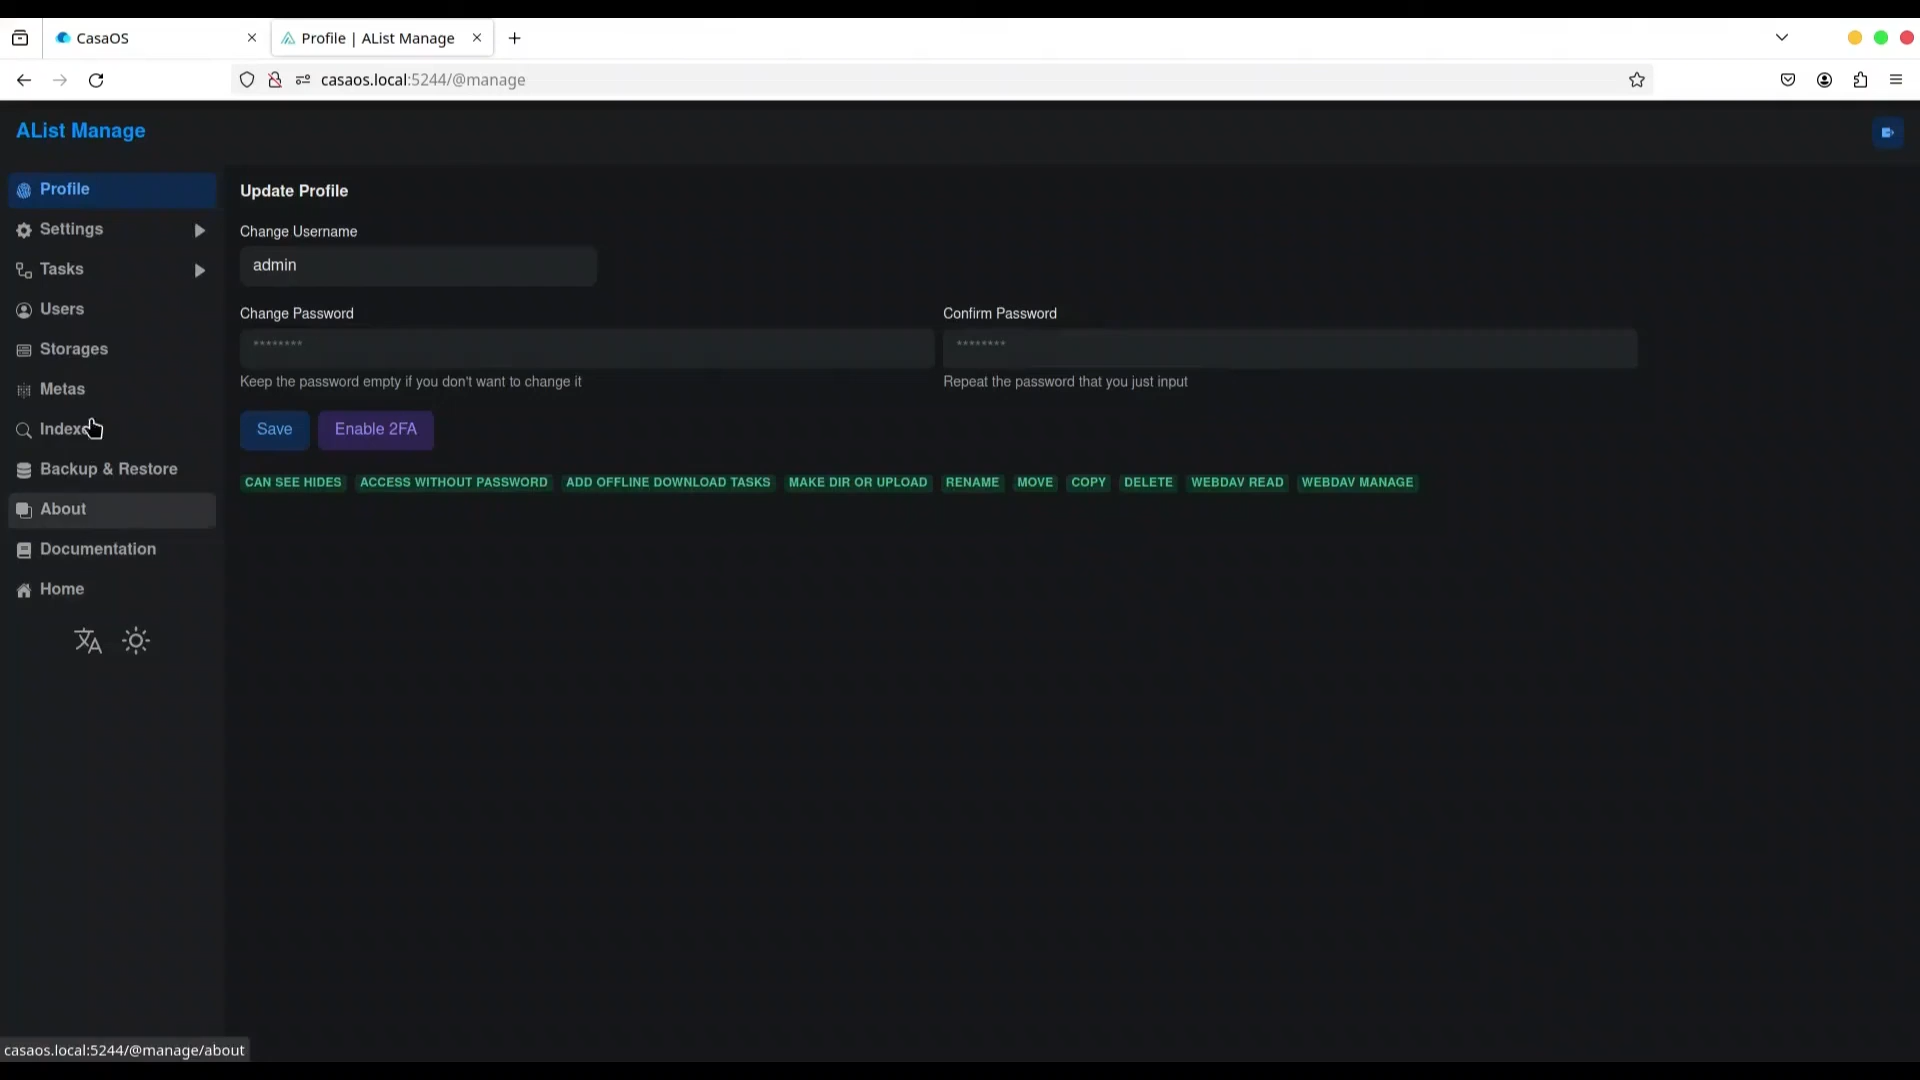 CasaOS
Profile | AList Manage
casaos.local:5244/@manage
AList Manage
Profile
Settings
Tasks
Users
Storages
Metas
Backup & Restore
About
Documentation
Home
Update Profile
Change Username
admin
Change Password
Confirm Password
********
********
Keep the password empty if you don't want to change it
Repeat the password that you just input
Save
Enable 2FA
CAN SEE HIDES ACCESS WITHOUT PASSWORD ADD OFFLINE DOWNLOAD TASKS MAKE DIR OR UPLOAD RENAME MOVE COPY DELETE WEBDAV READ WEBDAV MANAGE
casaos.local:5244/@manage/about